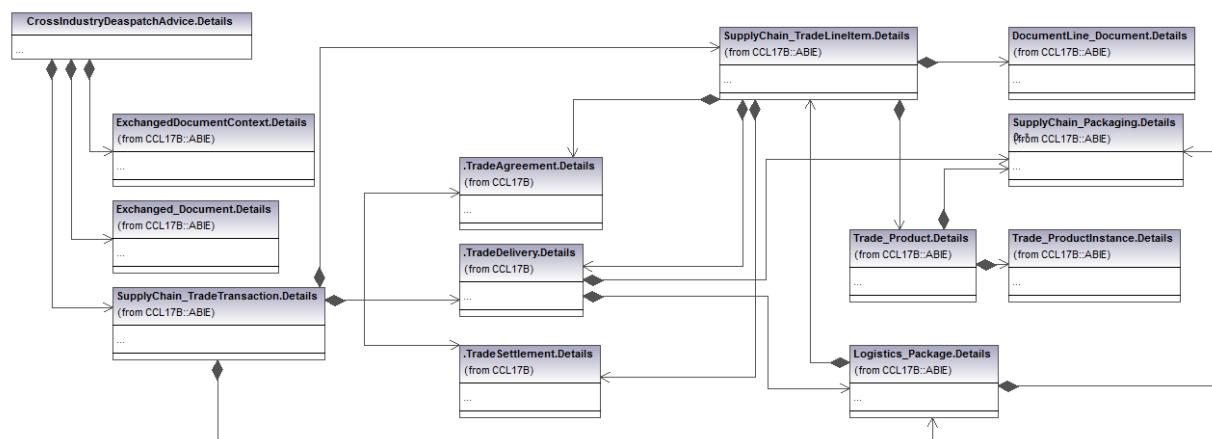 CrossIndustryDeaspatchAdvice.Details
...
ExchangedDocumentContext.Details
(from CCL17B::ABIE)
...
Exchanged_Document.Details
(from CCL17B::ABIE)
...
SupplyChain_TradeTransaction.Details
(from CCL17B::ABIE)
...
.TradeAgreement.Details
(from CCL17B)
...
.TradeDelivery.Details
(from CCL17B)
...
.TradeSettlement.Details
(from CCL17B)
...
SupplyChain_TradeLineItem.Details
(from CCL17B::ABIE)
...
DocumentLine_Document.Details
(from CCL17B::ABIE)
...
SupplyChain_Packaging.Details
(from CCL17B::ABIE)
...
Trade_Product.Details
(from CCL17B::ABIE)
...
Trade_ProductInstance.Details
(from CCL17B::ABIE)
...
Logistics_Package.Details
(from CCL17B::ABIE)
...